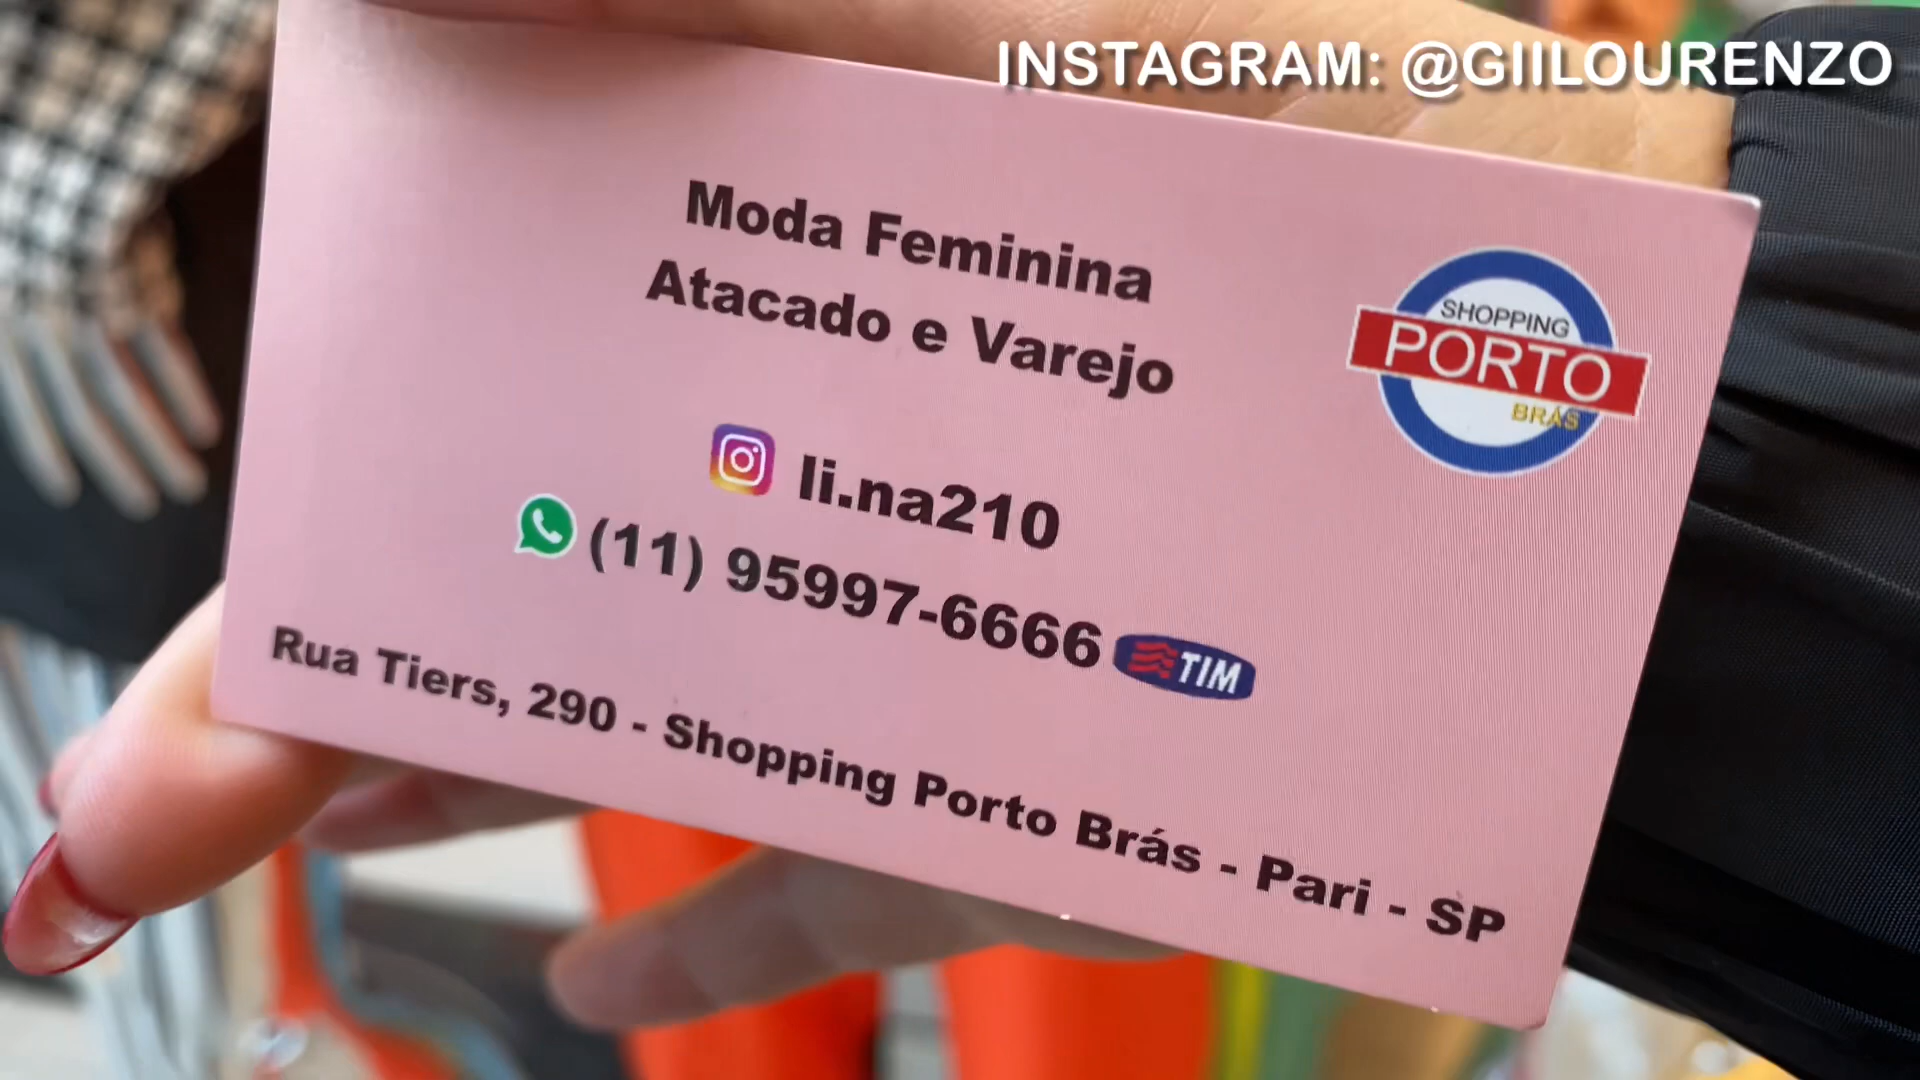 INSTAGRAM: @GIILOURENZO
Moda Feminina
Atacado e Varejo
SHOPPING
PORTO
BRÁS
li.na210
(11) 95997-6666 TIM
Rua Tiers, 290 - Shopping Porto Brás - Pari - SP